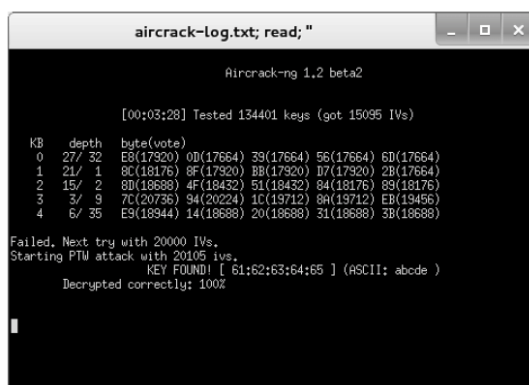 aircrack-log.txt; read; "
Aircrack-ng 1.2 beta2
[00:03:28] Tested 134401 keys (got 15095 IVs)
KB depth byte(vote)
0 27/ 32 E8(17920) 0D(17664) 39(17664) 56(17664) 6D(17664)
1 21/ 1 8C(18176) 8F(17920) BB(17920) D7(17920) 2B(17664)
2 15/ 2 8D(18688) 4F(18432) 51(18432) 84(18176) 89(18176)
3 3/ 9 7C(20736) 94(20224) 1C(19712) 8A(19712) EB(19456)
4 6/ 35 E9(18944) 14(18688) 20(18688) 31(18688) 3B(18688)
Failed. Next try with 20000 IVs.
Starting PTW attack with 20105 ivs.
KEY FOUND! [ 61:62:63:64:65 ] (ASCII: abcde )
Decrypted correctly: 100%